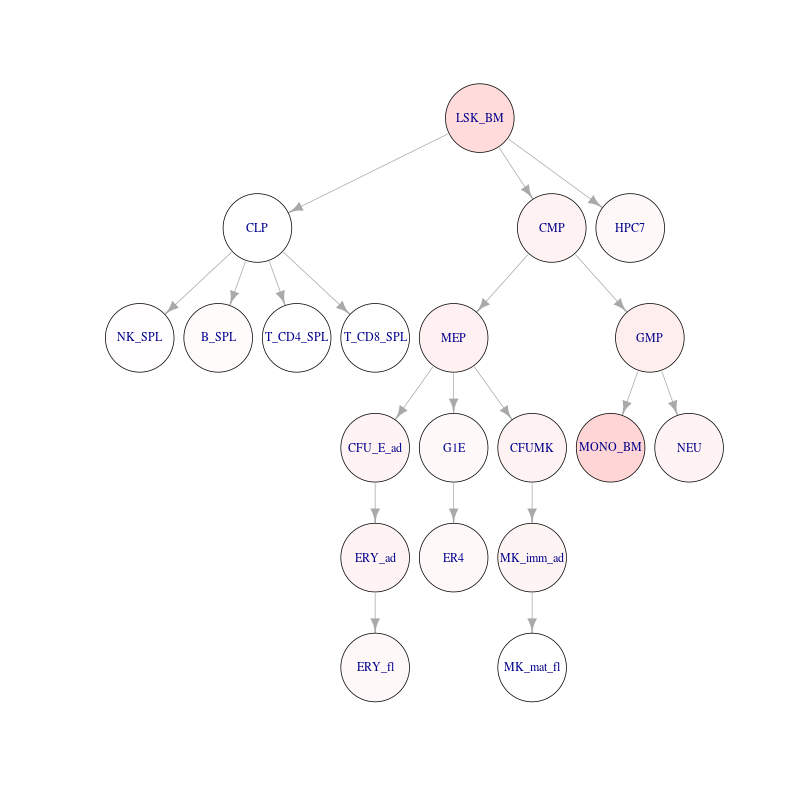 LSK_BM
CLP
CMP
HPC7
NK_SPL
B_SPL
T_CD4_SPL
T_CD8_SPL
MEP
GMP
CFU_E_ad
G1E
CFUMK
MONO_BM
NEU
ERY_ad
ER4
MK_imm_ad
ERY_fl
MK_mat_fl